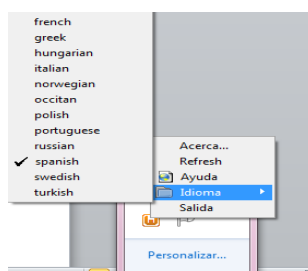 french
greek
hungarian
italian
norwegian
occitan
polish
portuguese
russian
spanish
swedish
turkish
Acerca...
Refresh
Ayuda
Idioma
Salida
Personalizar...